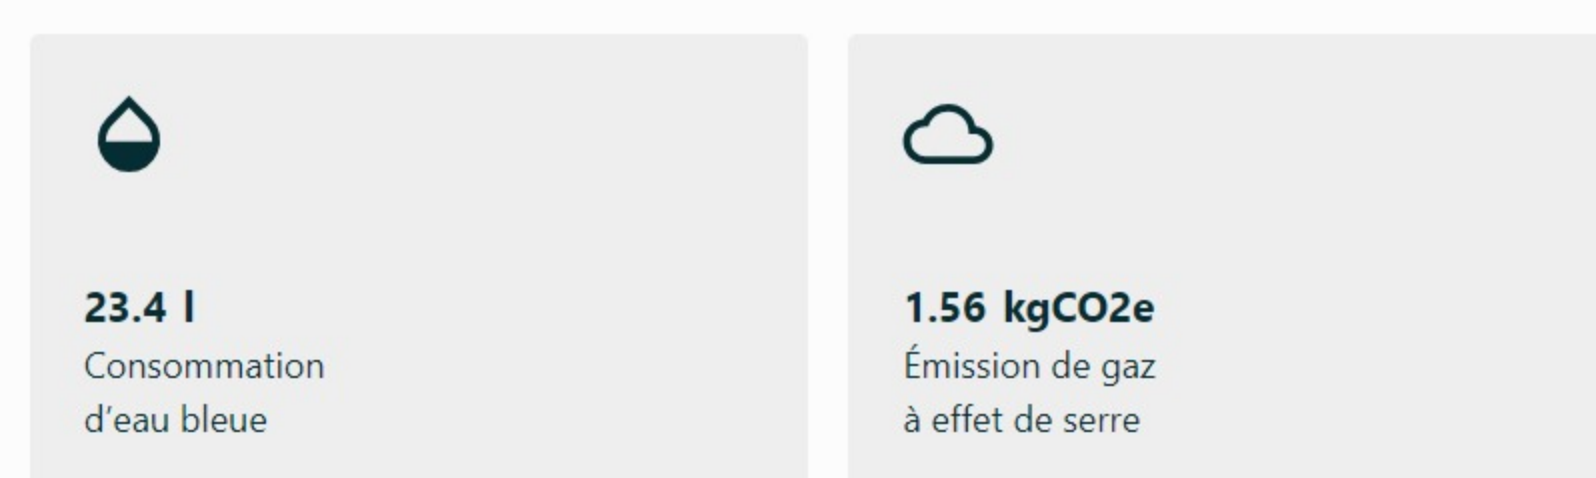 23.4 l
Consommation
d’eau bleue
1.56 kgCO2e
Émission de gaz
à effet de serre